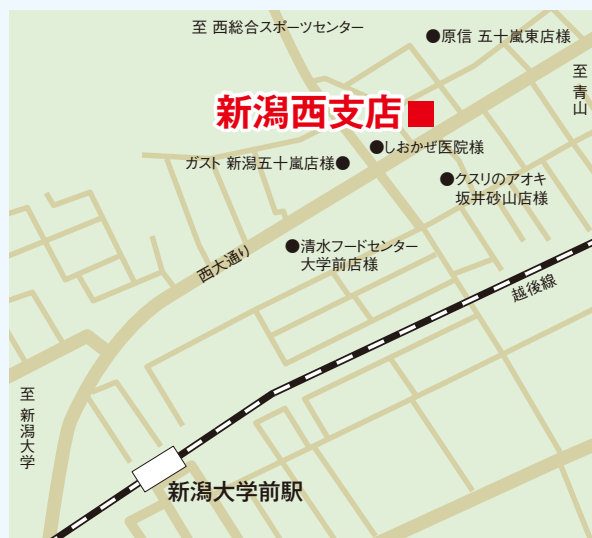 至 西総合スポーツセンター
●原信 五十嵐東店様
至 青山
新潟西支店
●しおかぜ医院様
ガスト 新潟五十嵐店様●
●クスリのアオキ
坂井砂山店様
●清水フードセンター
大学前店様
西大通り
越後線
至 新潟大学
新潟大学前駅